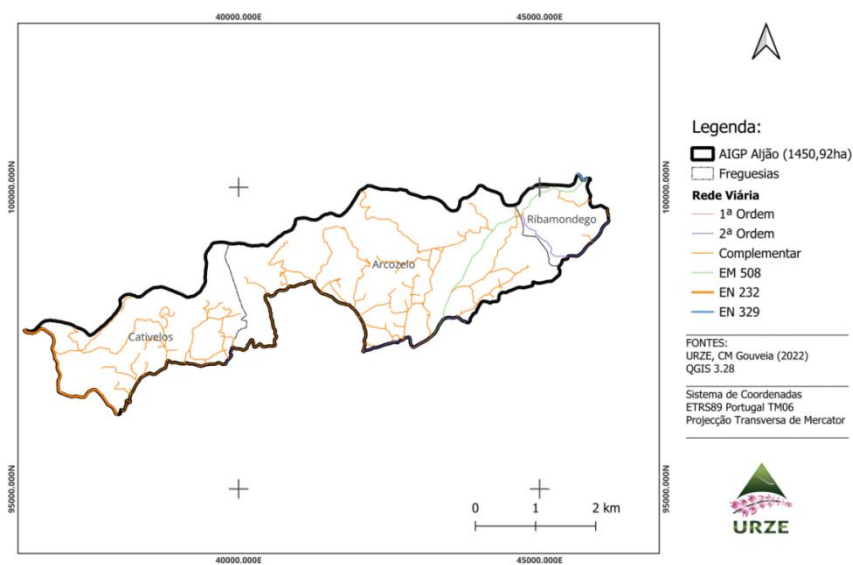 40000.000E
45000.000E
100000.000N
100000.000N
Ribamondego
Arcozelo
Cativelos
95000.000N
95000.000N
0 1 2 km
40000.000E
45000.000E
Legenda:
AIGP Aljão (1450,92ha)
Freguesias
Rede Viária
1ª Ordem
2ª Ordem
Complementar
EM 508
EN 232
EN 329
FONTES:
URZE, CM Gouveia (2022)
QGIS 3.28
Sistema de Coordenadas
ETRS89 Portugal TM06
Projecção Transversa de Mercator
URZE